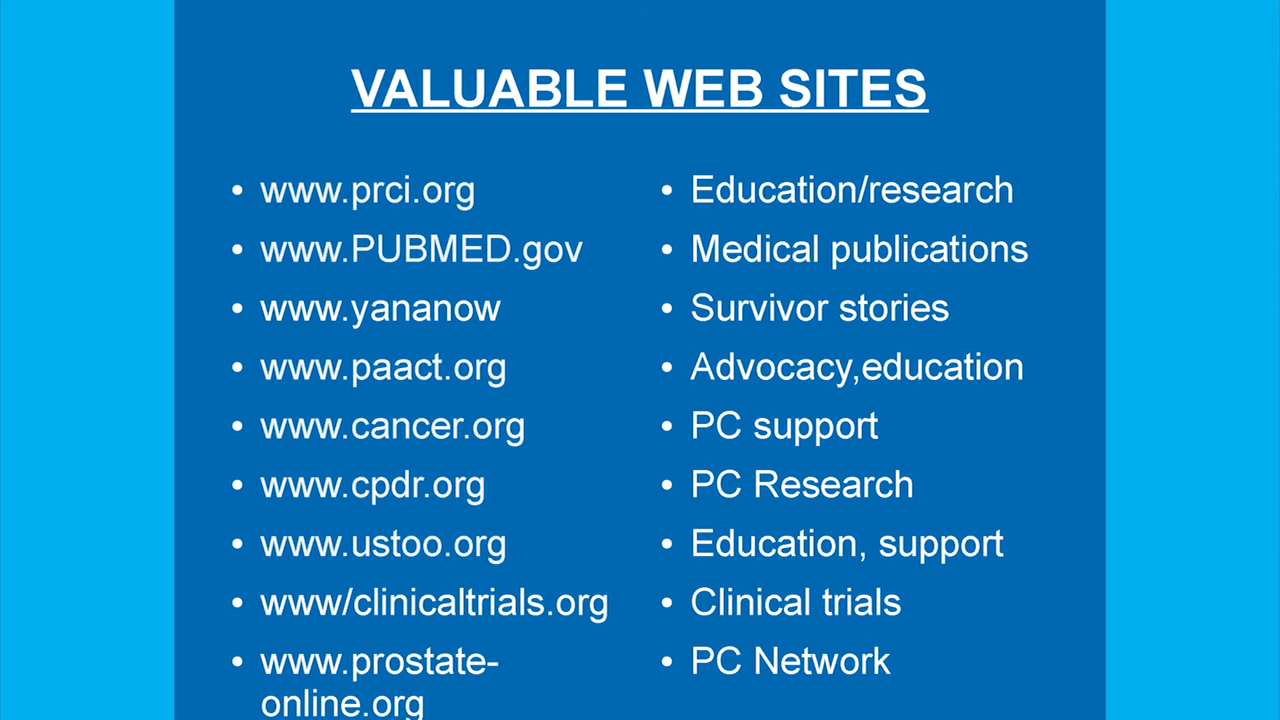 VALUABLE WEB SITES
• www.prci.org
• www.PUBMED.gov
• www.yananow
• www.paact.org
• www.cancer.org
• www.cpdr.org
• www.ustoo.org
• www/clinicaltrials.org
• www.prostate-
online.org
• Education/research
• Medical publications
• Survivor stories
• Advocacy,education
• PC support
• PC Research
• Education, support
• Clinical trials
• PC Network